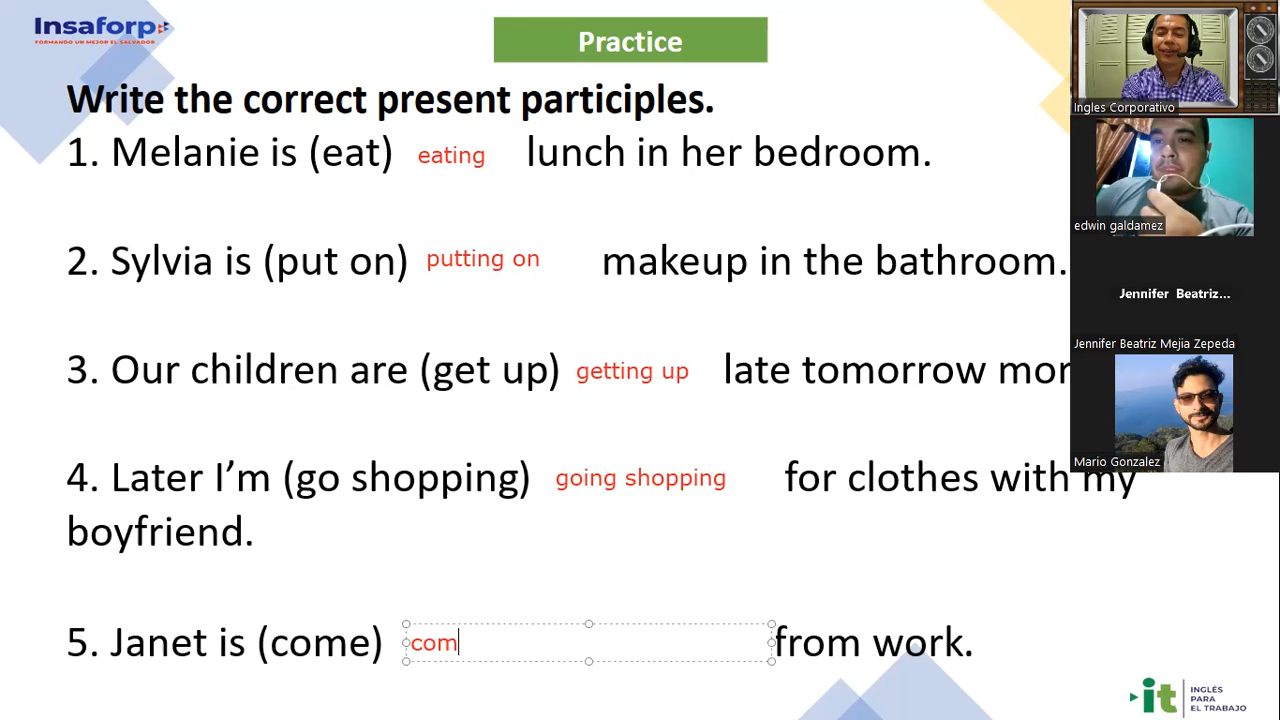 Insaforp
FORMANDO UN MEJOR EL SALVADOR
Practice
Write the correct present participles.
1. Melanie is (eat) eating lunch in her bedroom.
2. Sylvia is (put on) putting on makeup in the bathroom.
3. Our children are (get up) getting up late tomorrow mor
4. Later I'm (go shopping) going shopping for clothes with my
boyfriend.
5. Janet is (come) com from work.
Ingles Corporativo
edwin galdamez
Jennifer Beatriz...
Jennifer Beatriz Mejia Zepeda
Mario Gonzalez
it
INGLÉS
PARA
EL TRABAJO